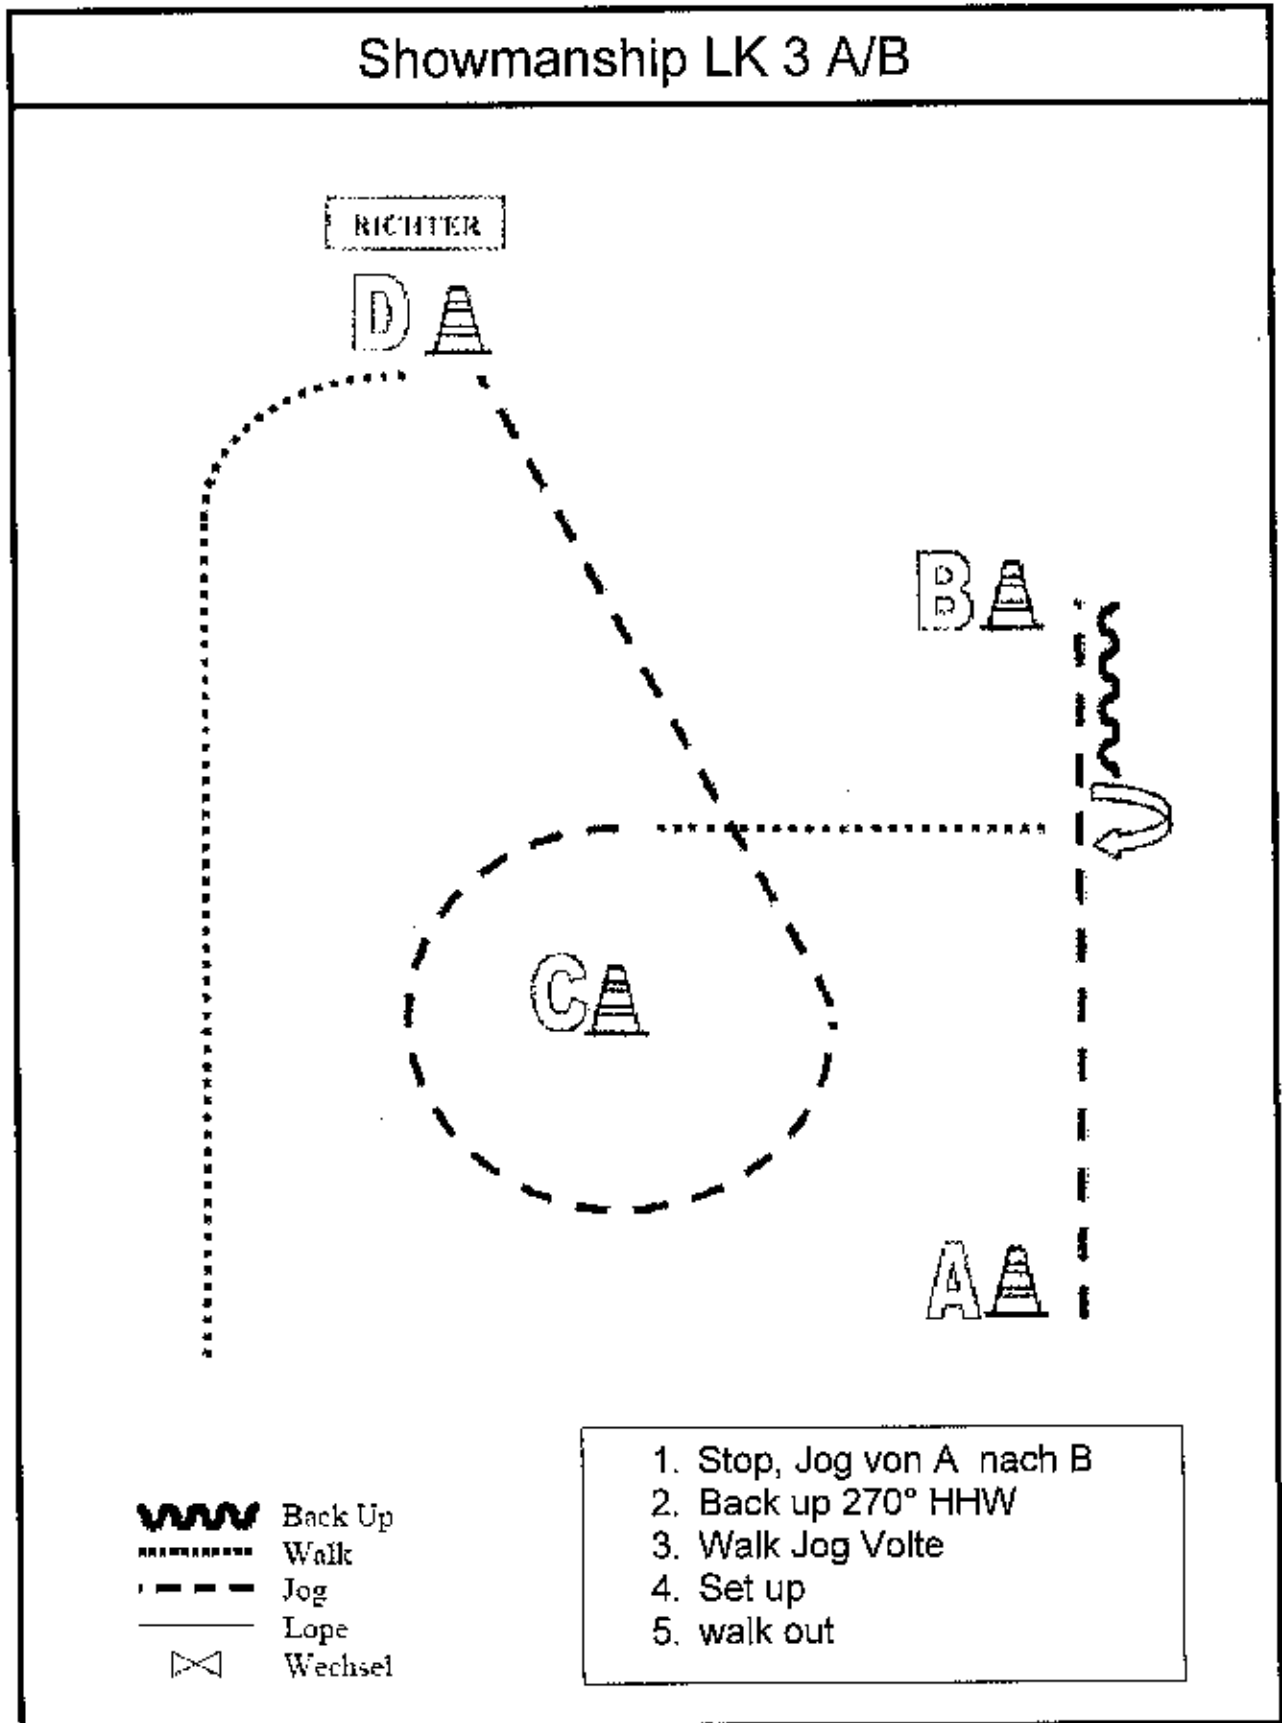 Showmanship LK 3 A/B
RICHTER
D
B
C
A
1. Stop, Jog von A nach B
2. Back up 270° HHW
3. Walk Jog Volte
4. Set up
5. walk out
Back Up
Walk
Jog
Lope
Wechsel